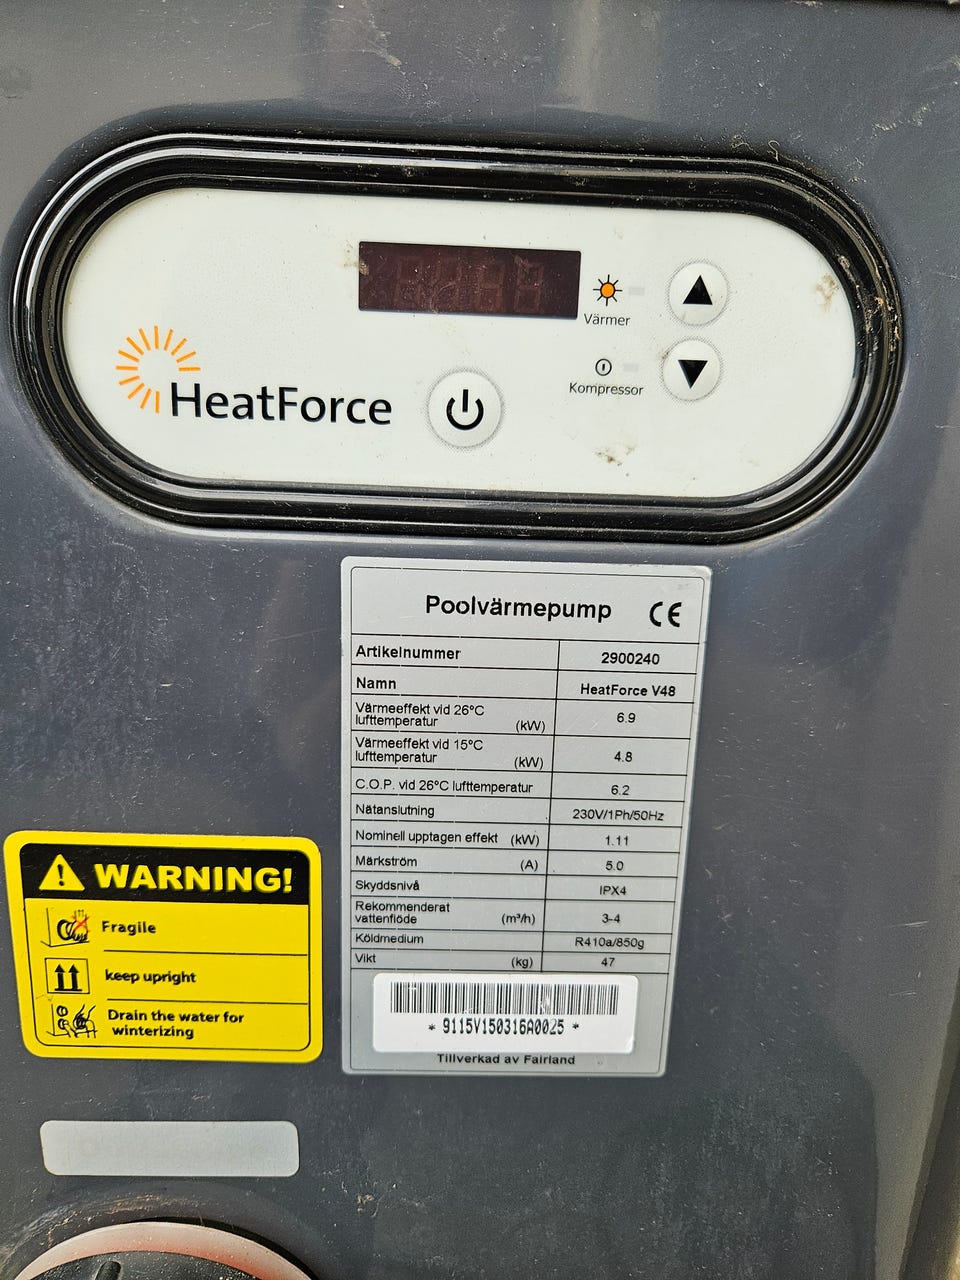 Värmer
Kompressor
HeatForce
Poolvärmepump CE
Artikelnummer 2900240
Namn HeatForce V48
Värmeeffekt vid 26°C
lufttemperatur (kW) 6.9
Värmeeffekt vid 15°C
lufttemperatur (kW) 4.8
C.O.P. vid 26°C lufttemperatur 6.2
Nätanslutning 230V/1Ph/50Hz
Nominell upptagen effekt (kW) 1.11
Märkström (A) 5.0
Skyddsnivå IPX4
Rekommenderat
vattenflöde (m³/h) 3-4
Köldmedium R410a/850g
Vikt (kg) 47
* 9115V150316A0025 *
Tillverkad av Fairland
WARNING!
Fragile
keep upright
Drain the water for
winterizing